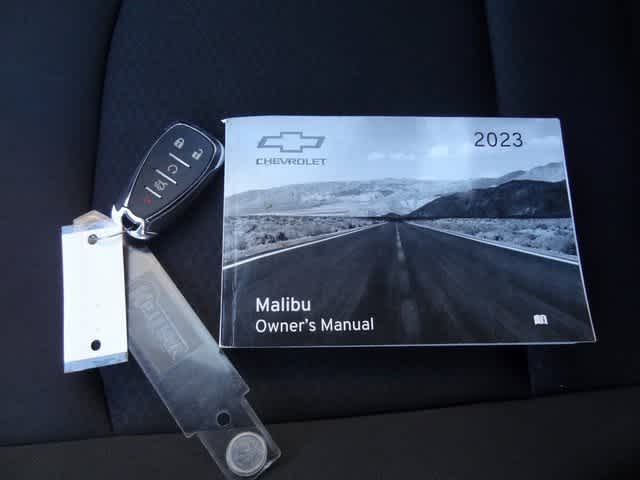 2023
CHEVROLET
Malibu
Owner's Manual